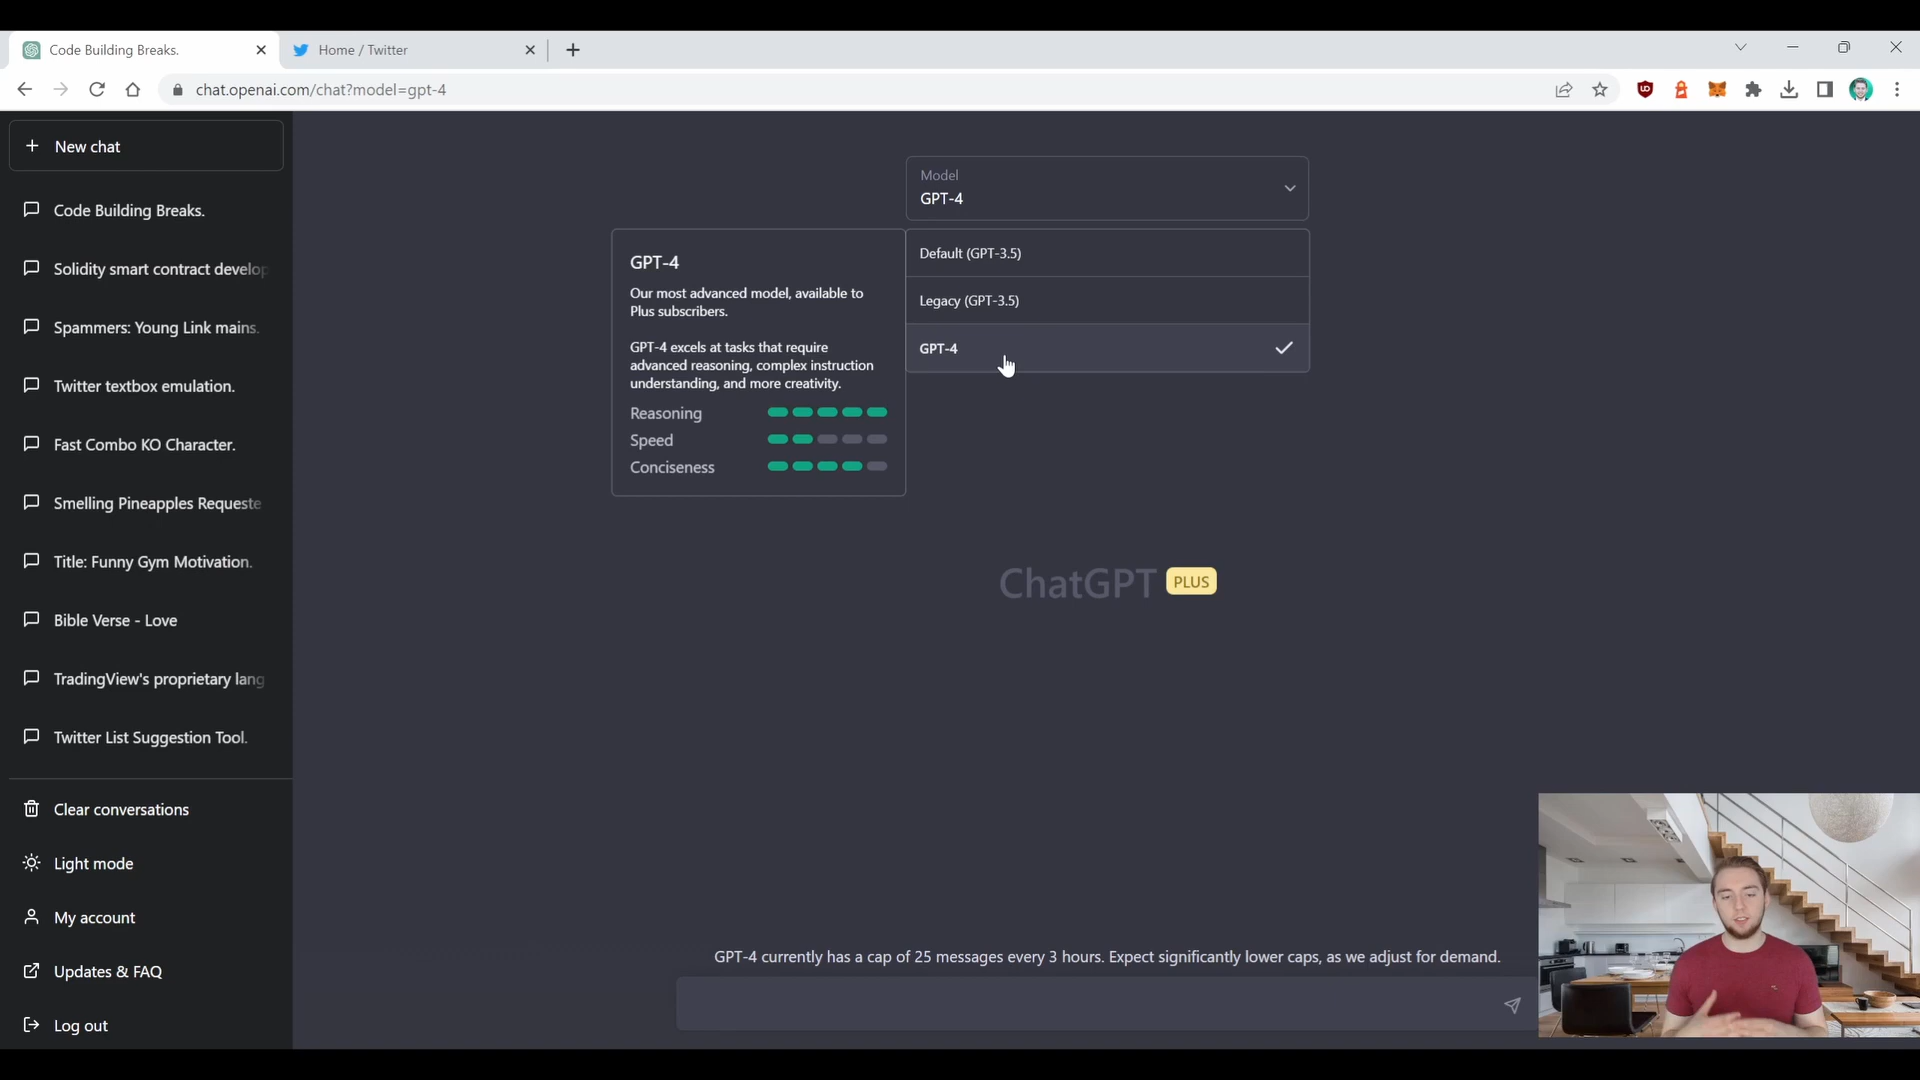 Code Building Breaks.
Home / Twitter
chat.openai.com/chat?model=gpt-4
New chat
Code Building Breaks.
Solidity smart contract develop
Spammers: Young Link mains.
Twitter textbox emulation.
Fast Combo KO Character.
Smelling Pineapples Requeste
Title: Funny Gym Motivation.
Bible Verse - Love
TradingView's proprietary lang
Twitter List Suggestion Tool.
Clear conversations
Light mode
My account
Updates & FAQ
Log out
Model
GPT-4
Default (GPT-3.5)
Legacy (GPT-3.5)
GPT-4
GPT-4
Our most advanced model, available to
Plus subscribers.
GPT-4 excels at tasks that require
advanced reasoning, complex instruction
understanding, and more creativity.
Reasoning
Speed
Conciseness
ChatGPT PLUS
GPT-4 currently has a cap of 25 messages every 3 hours. Expect significantly lower caps, as we adjust for demand.